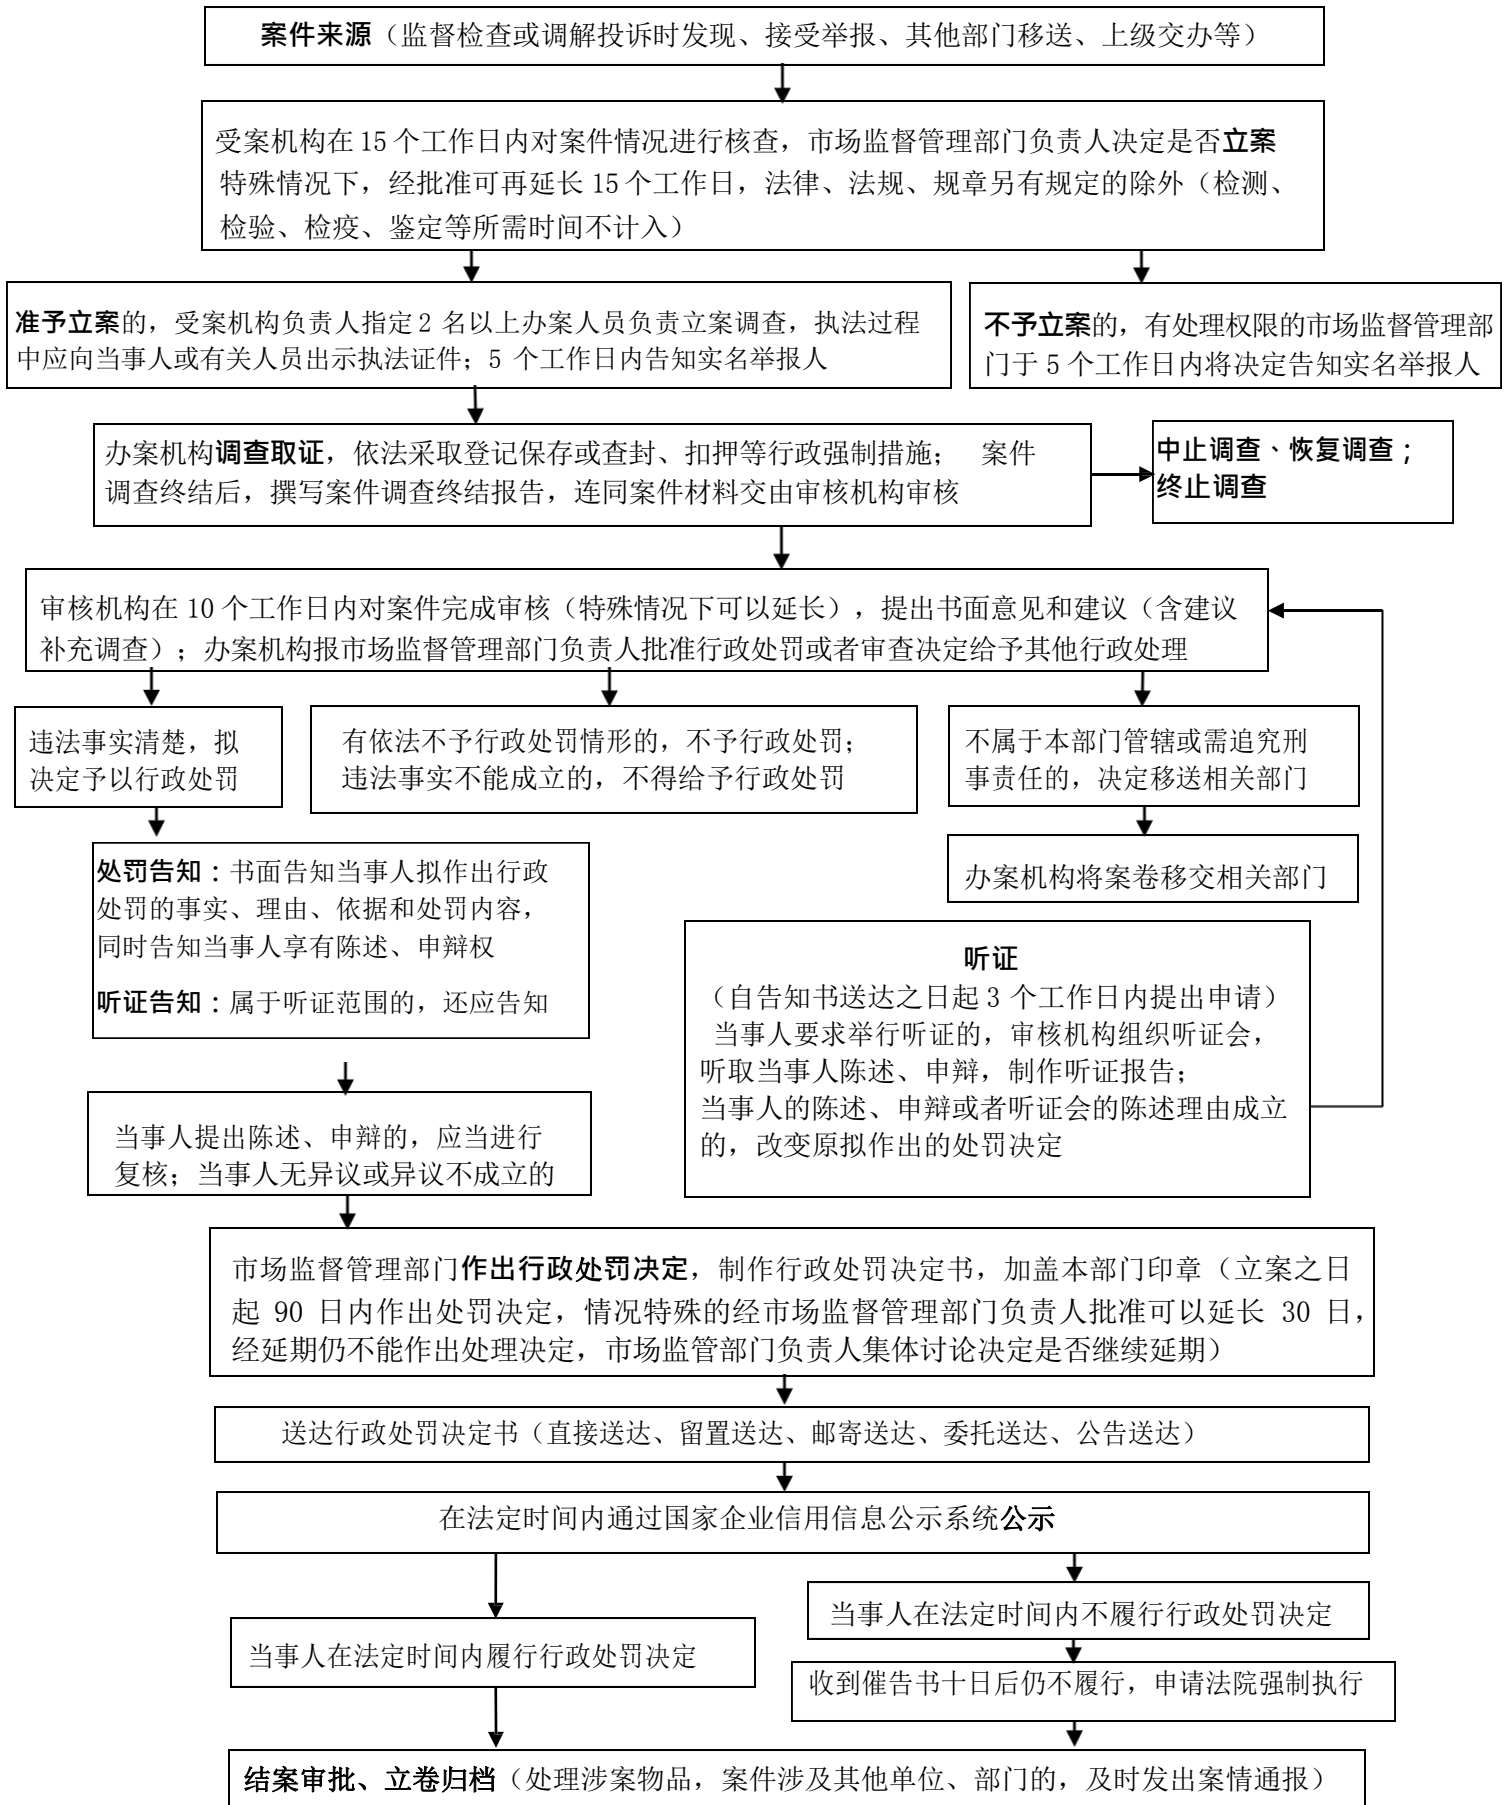 案件来源（监督检查或调解投诉时发现、接受举报、其他部门移送、上级交办等）
受案机构在 15 个工作日内对案件情况进行核查，市场监督管理部门负责人决定是否立案
特殊情况下，经批准可再延长 15 个工作日，法律、法规、规章另有规定的除外（检测、
检验、检疫、鉴定等所需时间不计入）
准予立案的，受案机构负责人指定 2 名以上办案人员负责立案调查，执法过程
中应向当事人或有关人员出示执法证件；5 个工作日内告知实名举报人
不予立案的，有处理权限的市场监督管理部
门于 5 个工作日内将决定告知实名举报人
办案机构调查取证，依法采取登记保存或查封、扣押等行政强制措施； 案件
调查终结后，撰写案件调查终结报告，连同案件材料交由审核机构审核
中止调查、恢复调查；
终止调查
审核机构在 10 个工作日内对案件完成审核（特殊情况下可以延长），提出书面意见和建议（含建议
补充调查）；办案机构报市场监督管理部门负责人批准行政处罚或者审查决定给予其他行政处理
违法事实清楚，拟
决定予以行政处罚
有依法不予行政处罚情形的，不予行政处罚；
违法事实不能成立的，不得给予行政处罚
不属于本部门管辖或需追究刑
事责任的，决定移送相关部门
办案机构将案卷移交相关部门
处罚告知：书面告知当事人拟作出行政
处罚的事实、理由、依据和处罚内容，
同时告知当事人享有陈述、申辩权
听证告知：属于听证范围的，还应告知
听证
（自告知书送达之日起 3 个工作日内提出申请）
当事人要求举行听证的，审核机构组织听证会，
听取当事人陈述、申辩，制作听证报告；
当事人的陈述、申辩或者听证会的陈述理由成立
的，改变原拟作出的处罚决定
当事人提出陈述、申辩的，应当进行
复核；当事人无异议或异议不成立的
市场监督管理部门作出行政处罚决定，制作行政处罚决定书，加盖本部门印章（立案之日
起 90 日内作出处罚决定，情况特殊的经市场监督管理部门负责人批准可以延长 30 日，
经延期仍不能作出处理决定，市场监管部门负责人集体讨论决定是否继续延期）
送达行政处罚决定书（直接送达、留置送达、邮寄送达、委托送达、公告送达）
在法定时间内通过国家企业信用信息公示系统公示
当事人在法定时间内不履行行政处罚决定
当事人在法定时间内履行行政处罚决定
收到催告书十日后仍不履行，申请法院强制执行
结案审批、立卷归档（处理涉案物品，案件涉及其他单位、部门的，及时发出案情通报）